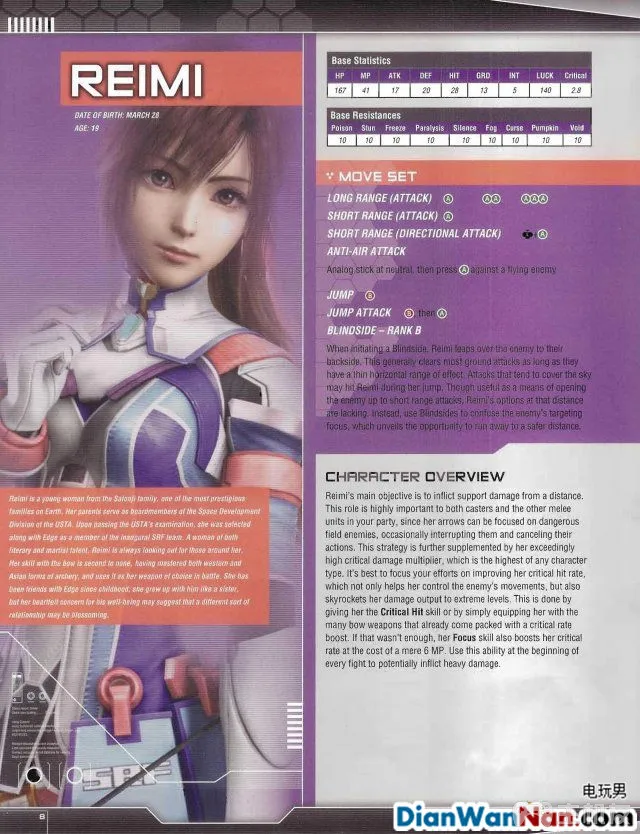 REIMI
DATE OF BIRTH: MARCH 28
AGE: 19
Reimi is a young woman from the Saionji family, one of the most prestigious
families on Earth. Her parents serve as boardmembers of the Space Development
Division of the USTA. Upon passing the USTA's examination, she was selected
along with Edge as a member of the inaugural SRF team. A woman of both
literary and martial talent, Reimi is always looking out for those around her.
Her skill with the bow is second to none, having mastered both western and
Asian forms of archery, and uses it as her weapon of choice in battle. She has
been friends with Edge since childhood; she grew up with him like a sister,
but her heartfelt concern for his well-being may suggest that a different sort of
relationship may be blossoming.
SRF
8
Base Statistics
HP MP ATK DEF HIT GRD INT LUCK Critical
167 41 17 20 28 13 5 140 2.8
Base Resistances
Poison Stun Freeze Paralysis Silence Fog Curse Pumpkin Void
10 10 10 10 10 10 10 10 10
MOVE SET
LONG RANGE (ATTACK) A AA AAA
SHORT RANGE (ATTACK) A
SHORT RANGE (DIRECTIONAL ATTACK) + A
ANTI-AIR ATTACK
Analog stick at neutral, then press A against a flying enemy
JUMP B
JUMP ATTACK B then A
BLINDSIDE – RANK B
When initiating a Blindside, Reimi leaps over the enemy to their
backside. This generally clears most ground attacks as long as they
have a thin horizontal range of effect. Attacks that tend to cover the sky
may hit Reimi during her jump. Though useful as a means of opening
the enemy up to short range attacks, Reimi's options at that distance
are lacking. Instead, use Blindsides to confuse the enemy's targeting
focus, which unveils the opportunity to run away to a safer distance.
CHARACTER OVERVIEW
Reimi's main objective is to inflict support damage from a distance.
This role is highly important to both casters and the other melee
units in your party, since her arrows can be focused on dangerous
field enemies, occasionally interrupting them and canceling their
actions. This strategy is further supplemented by her exceedingly
high critical damage multiplier, which is the highest of any character
type. It's best to focus your efforts on improving her critical hit rate,
which not only helps her control the enemy's movements, but also
skyrockets her damage output to extreme levels. This is done by
giving her the Critical Hit skill or by simply equipping her with the
many bow weapons that already come packed with a critical rate
boost. If that wasn't enough, her Focus skill also boosts her critical
rate at the cost of a mere 6 MP. Use this ability at the beginning of
every fight to potentially inflict heavy damage.
电玩男
DianWanNan.com